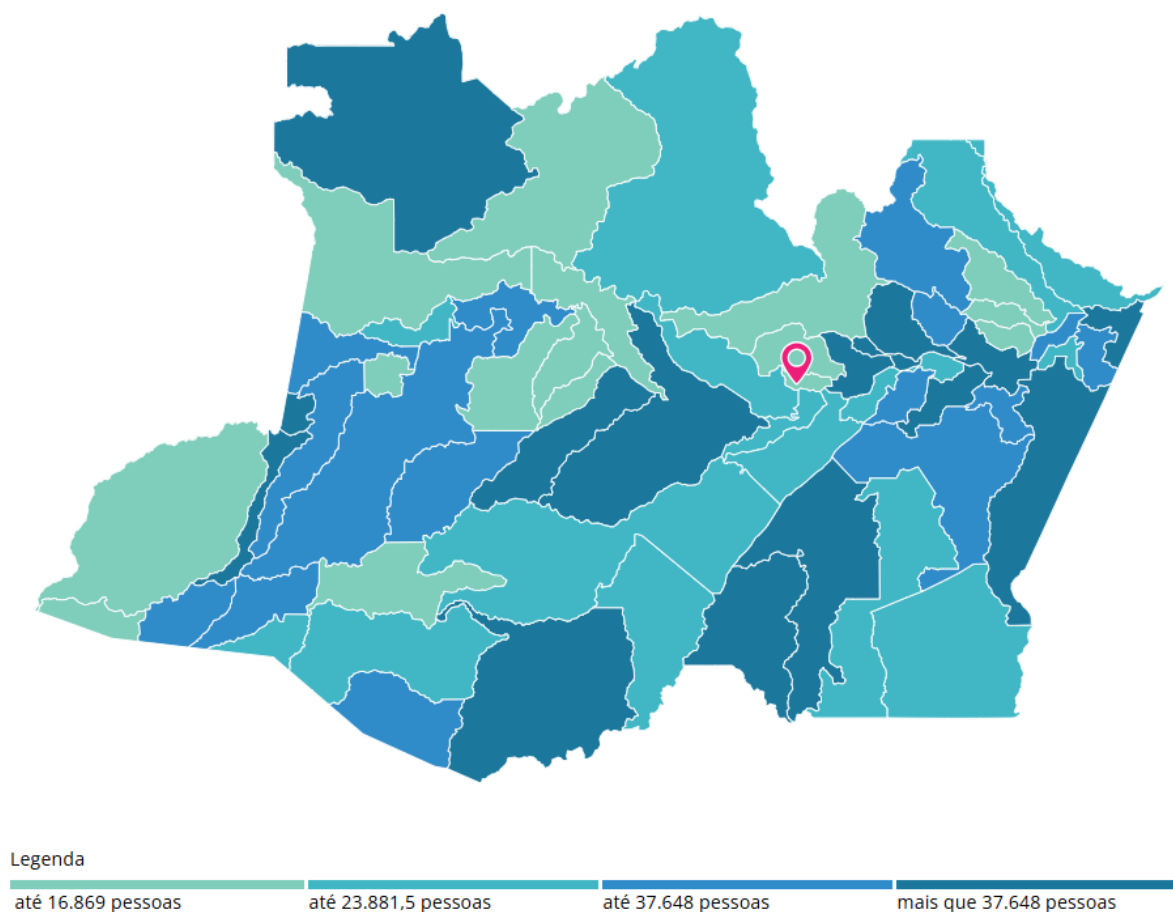 Legenda
até 16.869 pessoas
até 23.881,5 pessoas
até 37.648 pessoas
mais que 37.648 pessoas